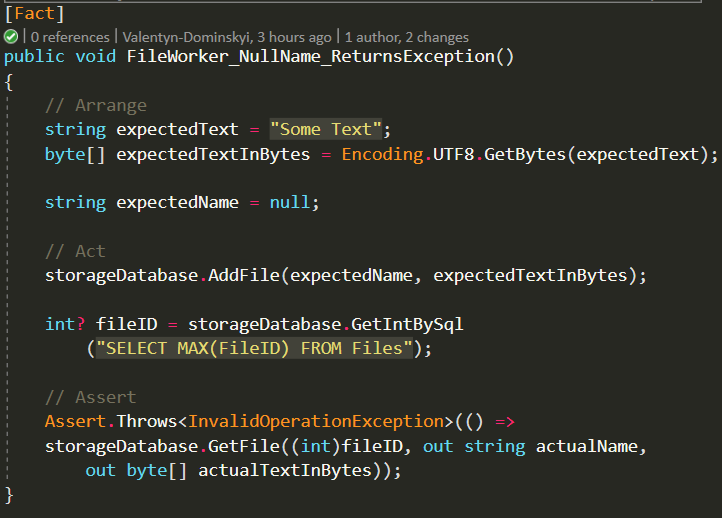 [Fact]
0 references | Valentyn-Dominskyi, 3 hours ago | 1 author, 2 changes
public void FileWorker_NullName_ReturnsException()
{
// Arrange
string expectedText = "Some Text";
byte[] expectedTextInBytes = Encoding.UTF8.GetBytes(expectedText);
string expectedName = null;
// Act
storageDatabase.AddFile(expectedName, expectedTextInBytes);
int? fileID = storageDatabase.GetIntBySql
("SELECT MAX(FileID) FROM Files");
// Assert
Assert.Throws<InvalidOperationException>(() =>
storageDatabase.GetFile((int)fileID, out string actualName,
out byte[] actualTextInBytes));
}